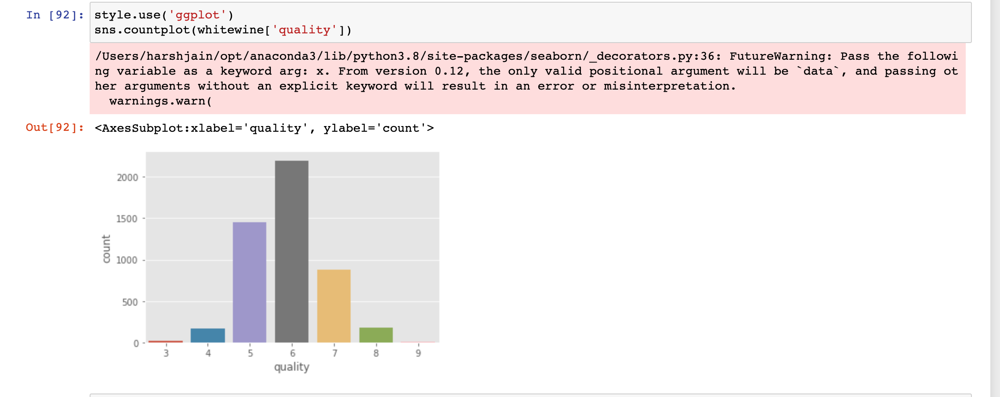 In [92]: style.use('ggplot')
sns.countplot(whitewine['quality'])
/Users/harshjain/opt/anaconda3/lib/python3.8/site-packages/seaborn/_decorators.py:36: FutureWarning: Pass the followi
ng variable as a keyword arg: x. From version 0.12, the only valid positional argument will be `data`, and passing ot
her arguments without an explicit keyword will result in an error or misinterpretation.
  warnings.warn(
Out[92]: <AxesSubplot:xlabel='quality', ylabel='count'>
2000
1500
1000
500
0
count
3 4 5 6 7 8 9
quality